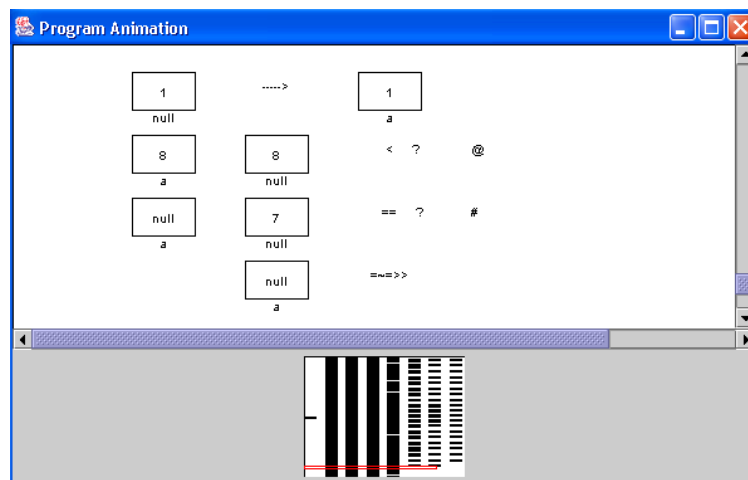 Program Animation
1 -----> 1
null a
8 8 < ? @
a null
null 7 == ? #
a null
null =~=>>
a